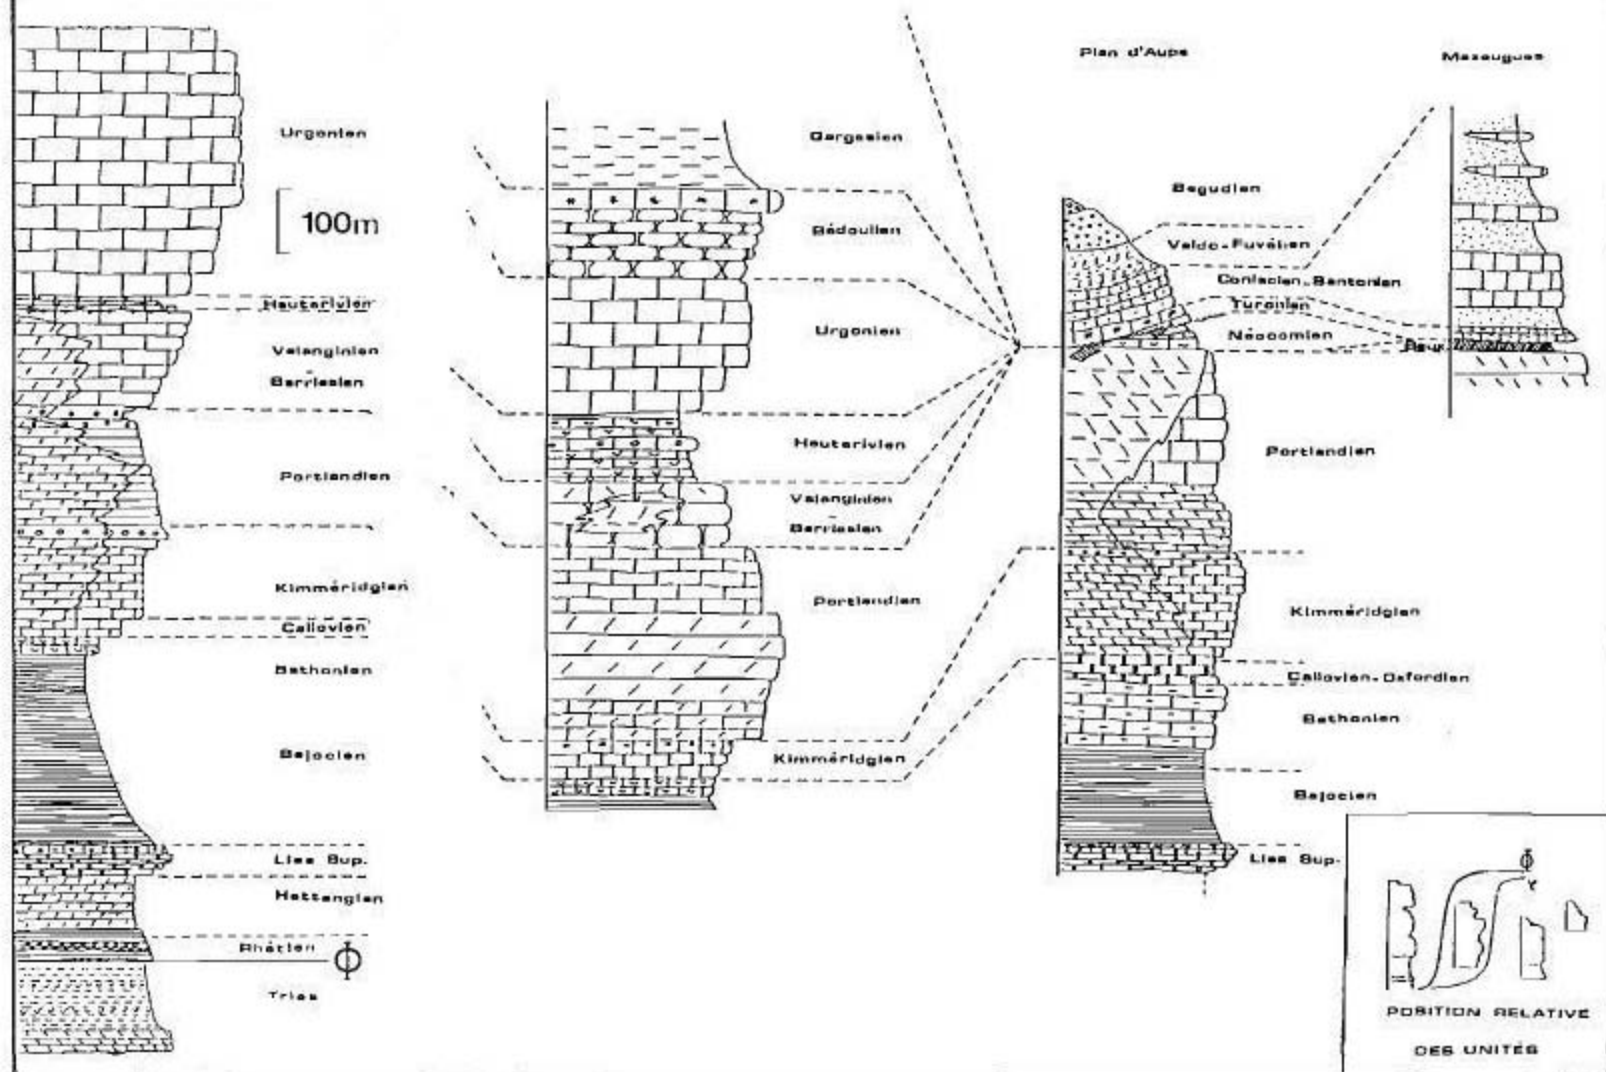 Urgonien
100m
Hauterivien
Valanginien
-
Berriasien
Portlandien
Kimméridgien
Callovien
Bathonien
Bajocien
Lias Sup.
Hettangien
Rhétien
Φ
Trias
Gargasien
Bédoulien
Urgonien
Hauterivien
Valanginien
-
Berriasien
Portlandien
Kimméridgien
Plan d'Aups
Begudien
Valdo-Fuvélien
Coniacien-Santonien
Turonien
Néocomien
Portlandien
Kimméridgien
Callovien-Oxfordien
Bathonien
Bajocien
Lias Sup.
Mazaugues
Φ
POSITION RELATIVE
DES UNITÉS